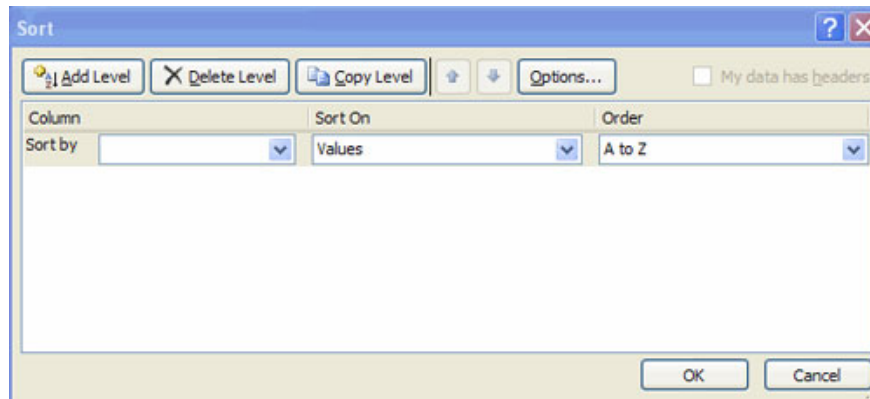 Sort
Add Level Delete Level Copy Level Options... My data has headers
Column Sort On Order
Sort by Values A to Z
OK Cancel